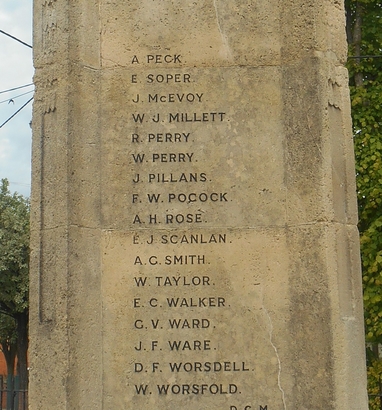 A. PECK.
E. SOPER.
J. McEVOY.
W. J. MILLETT.
R. PERRY.
W. PERRY.
J. PILLANS.
F. W. POCOCK.
A. H. ROSE.
E. J SCANLAN.
A. G. SMITH.
W. TAYLOR.
E. C. WALKER.
G. V. WARD.
J. F. WARE.
D. F. WORSDELL.
W. WORSFOLD.
D.C.M.